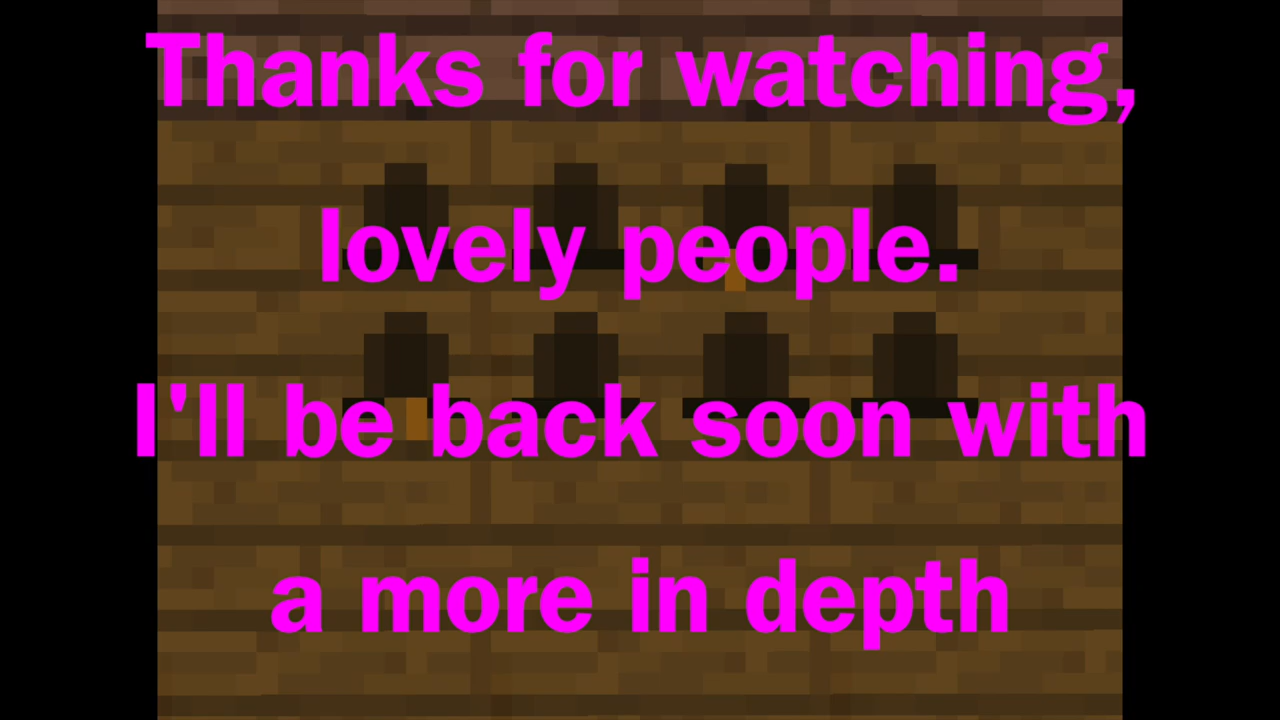 Thanks for watching,
lovely people.
I'll be back soon with
a more in depth